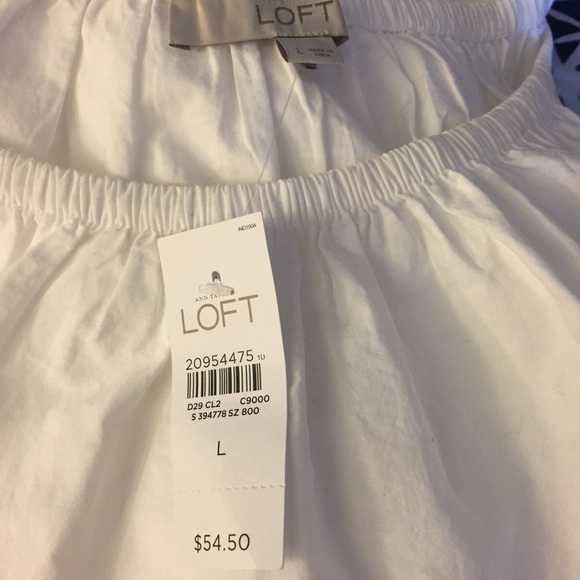 LOFT
L
IND1004
ANN TAYLOR
LOFT
20954475 1U
D29 CL2 C9000
S 394778 SZ 800
L
$54.50